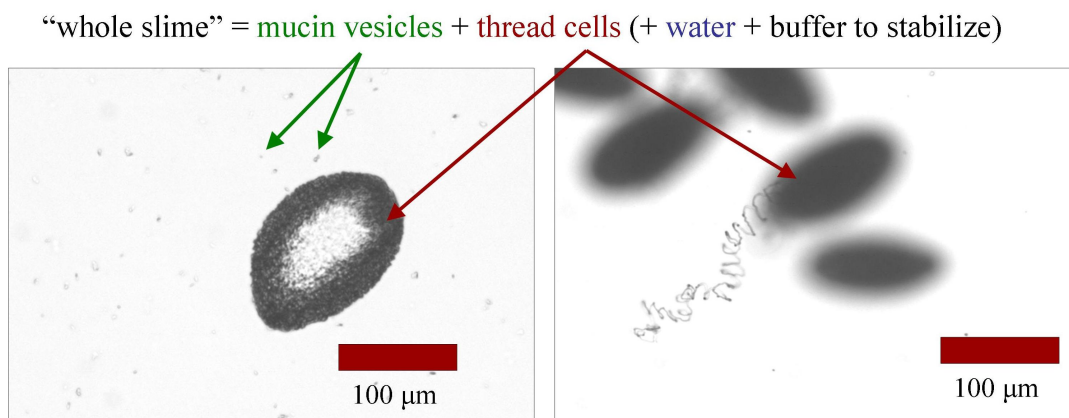 “whole slime” = mucin vesicles + thread cells (+ water + buffer to stabilize)
100 μm
100 μm